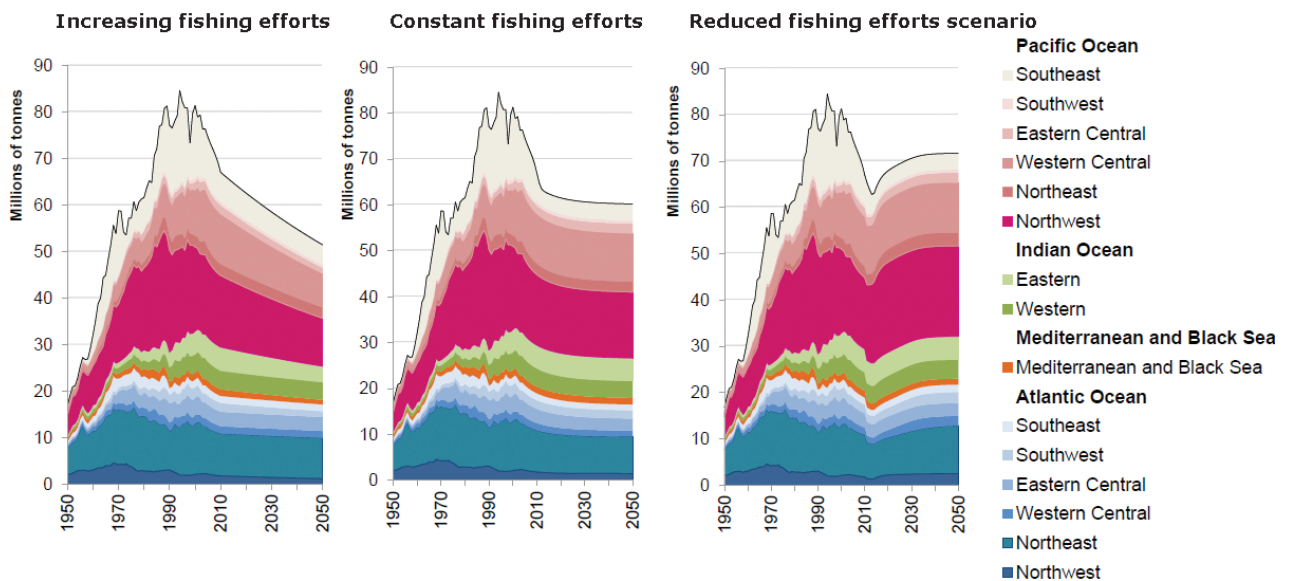 Increasing fishing efforts
Constant fishing efforts
Reduced fishing efforts scenario
Millions of tonnes
90
80
70
60
50
40
30
20
10
0
1950
1970
1990
2010
2030
2050
Millions of tonnes
90
80
70
60
50
40
30
20
10
0
1950
1970
1990
2010
2030
2050
Millions of tonnes
90
80
70
60
50
40
30
20
10
0
1950
1970
1990
2010
2030
2050
Pacific Ocean
Southeast
Southwest
Eastern Central
Western Central
Northeast
Northwest
Indian Ocean
Eastern
Western
Mediterranean and Black Sea
Mediterranean and Black Sea
Atlantic Ocean
Southeast
Southwest
Eastern Central
Western Central
Northeast
Northwest